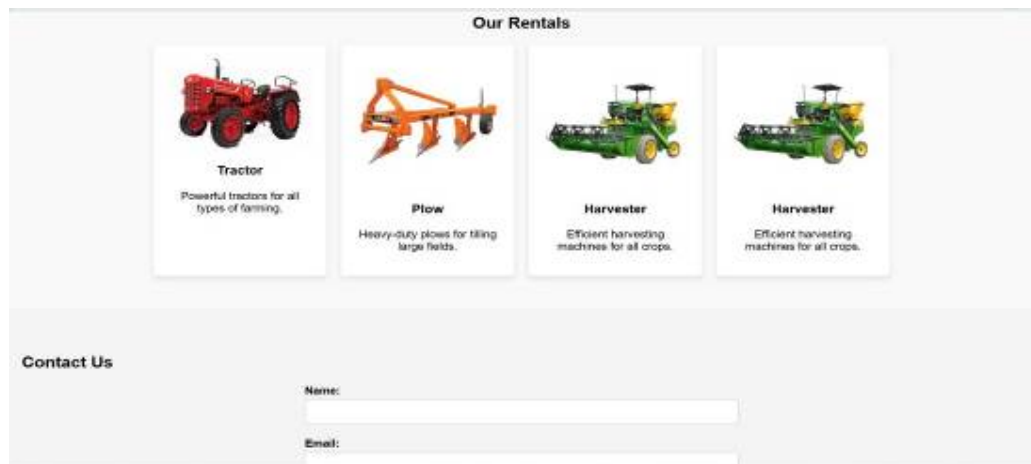 Our Rentals
Tractor
Powerful tractors for all
types of farming.
Plow
Heavy-duty plows for tilling
large fields.
Harvester
Efficient harvesting
machines for all crops.
Harvester
Efficient harvesting
machines for all crops.
Contact Us
Name:
Email: